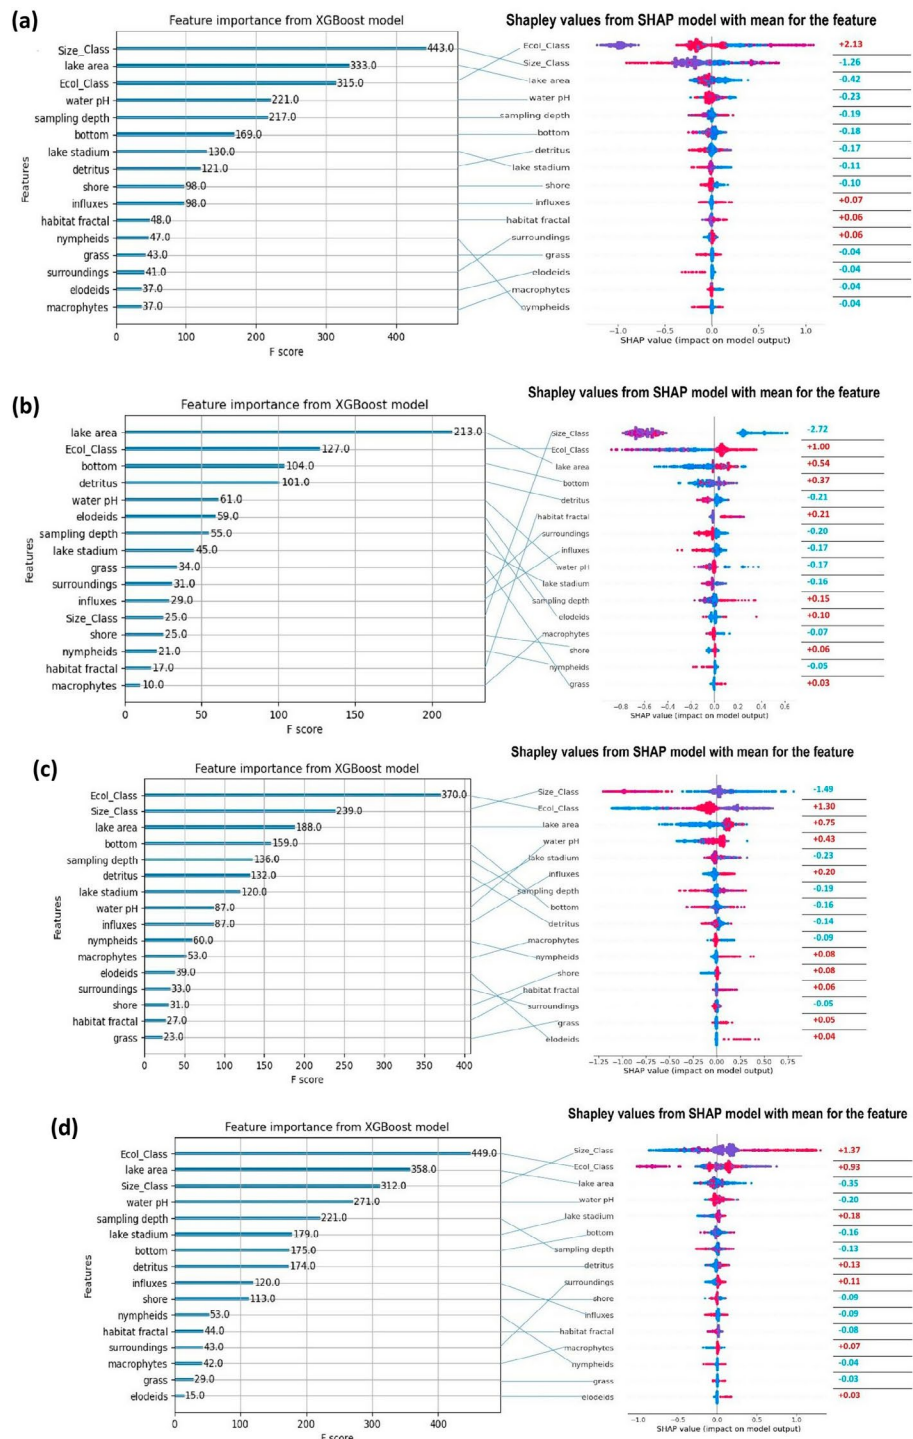 (a)
Feature importance from XGBoost model
Shapley values from SHAP model with mean for the feature
Features
Size_Class 443.0 Ecol_Class +2.13
lake area 333.0 Size_Class -1.26
Ecol_Class 315.0 lake area -0.42
water pH 221.0 water pH -0.23
sampling depth 217.0 sampling depth -0.19
bottom 169.0 bottom -0.18
lake stadium 130.0 detritus -0.17
detritus 121.0 lake stadium -0.11
shore 98.0 shore -0.10
influxes 98.0 influxes +0.07
habitat fractal 48.0 habitat fractal +0.06
nympheids 47.0 surroundings +0.06
grass 43.0 grass -0.04
surroundings 41.0 elodeids -0.04
elodeids 37.0 macrophytes -0.04
macrophytes 37.0 nympheids -0.04
0 100 200 300 400 −1.0 −0.5 0.0 0.5 1.0
F score SHAP value (impact on model output)
(b)
Feature importance from XGBoost model
Shapley values from SHAP model with mean for the feature
Features
lake area 213.0 Size_Class -2.72
Ecol_Class 127.0 Ecol_Class +1.00
bottom 104.0 lake area +0.54
detritus 101.0 bottom +0.37
water pH 61.0 detritus -0.21
elodeids 59.0 habitat fractal +0.21
sampling depth 55.0 surroundings -0.20
lake stadium 45.0 influxes -0.17
grass 34.0 water pH -0.17
surroundings 31.0 lake stadium -0.16
influxes 29.0 sampling depth +0.15
Size_Class 25.0 elodeids +0.10
shore 25.0 macrophytes -0.07
nympheids 21.0 shore +0.06
habitat fractal 17.0 nympheids -0.05
macrophytes 10.0 grass +0.03
0 50 100 150 200 −0.8 −0.6 −0.4 −0.2 0.0 0.2 0.4 0.6
F score SHAP value (impact on model output)
(c)
Feature importance from XGBoost model
Shapley values from SHAP model with mean for the feature
Features
Ecol_Class 370.0 Size_Class -1.49
Size_Class 239.0 Ecol_Class +1.30
lake area 188.0 lake area +0.75
bottom 159.0 water pH +0.43
sampling depth 136.0 lake stadium -0.23
detritus 132.0 influxes +0.20
lake stadium 120.0 sampling depth -0.19
water pH 87.0 bottom -0.16
influxes 87.0 detritus -0.14
nympheids 60.0 macrophytes -0.09
macrophytes 53.0 nympheids +0.08
elodeids 39.0 shore +0.08
surroundings 33.0 habitat fractal +0.06
shore 31.0 surroundings -0.05
habitat fractal 27.0 grass +0.05
grass 23.0 elodeids +0.04
0 50 100 150 200 250 300 350 400 −1.25 −1.00 −0.75 −0.50 −0.25 0.00 0.25 0.50 0.75
F score SHAP value (impact on model output)
(d)
Feature importance from XGBoost model
Shapley values from SHAP model with mean for the feature
Features
Ecol_Class 449.0 Size_Class +1.37
lake area 358.0 Ecol_Class +0.93
Size_Class 312.0 lake area -0.35
water pH 271.0 water pH -0.20
sampling depth 221.0 lake stadium +0.18
lake stadium 179.0 bottom -0.16
bottom 175.0 sampling depth -0.13
detritus 174.0 detritus +0.13
influxes 120.0 surroundings +0.11
shore 113.0 shore -0.09
nympheids 53.0 influxes -0.09
habitat fractal 44.0 habitat fractal -0.08
surroundings 43.0 macrophytes +0.07
macrophytes 42.0 nympheids -0.04
grass 29.0 grass -0.03
elodeids 15.0 elodeids +0.03
0 100 200 300 400 −1.0 −0.5 0.0 0.5 1.0
F score SHAP value (impact on model output)